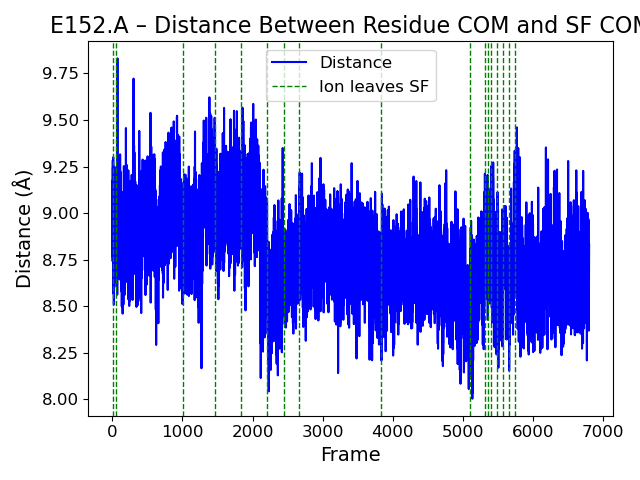 E152.A – Distance Between Residue COM and SF COM
Distance
Ion leaves SF
Distance (Å)
9.75
9.50
9.25
9.00
8.75
8.50
8.25
8.00
0 1000 2000 3000 4000 5000 6000 7000
Frame